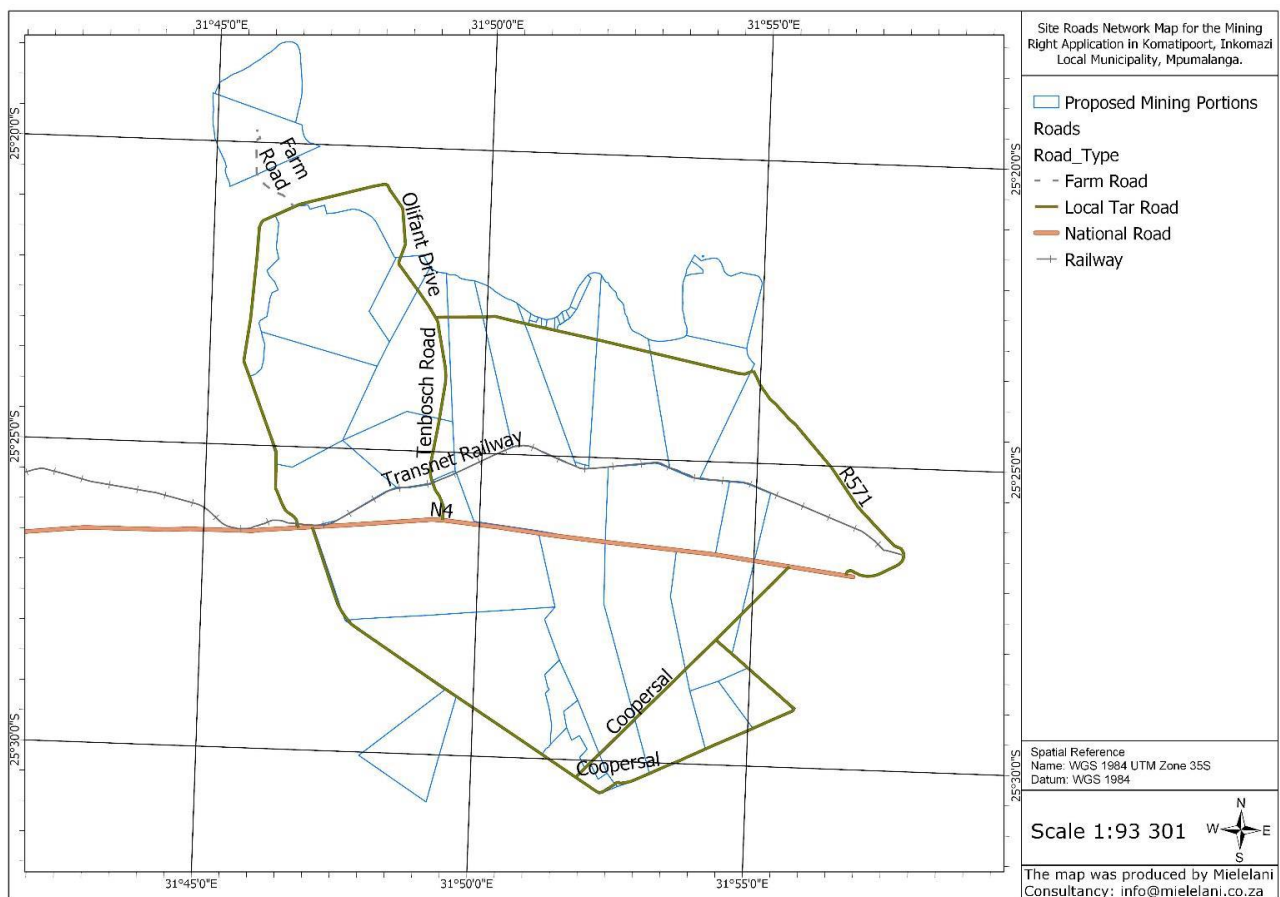 31°45'0"E
31°50'0"E
31°55'0"E
Site Roads Network Map for the Mining
Right Application in Komatipoort, Inkomazi
Local Municipality, Mpumalanga.
Proposed Mining Portions
Roads
Road_Type
Farm Road
Local Tar Road
National Road
Railway
25°20'0"S
25°20'0"S
Farm
Road
Olifant Drive
Tenbosch Road
25°25'0"S
25°25'0"S
Transnet Railway
R571
N4
Coopersal
Coopersal
25°30'0"S
25°30'0"S
Spatial Reference
Name: WGS 1984 UTM Zone 35S
Datum: WGS 1984
Scale 1:93 301
N
W
E
S
The map was produced by Mielelani
Consultancy: info@mielelani.co.za
31°45'0"E
31°50'0"E
31°55'0"E